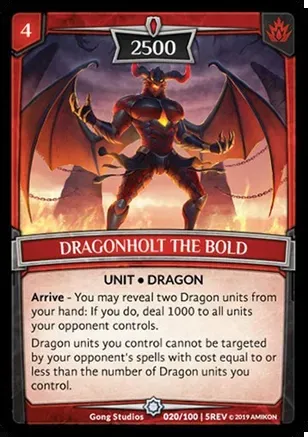 4
2500
DRAGONHOLT THE BOLD
UNIT • DRAGON
Arrive - You may reveal two Dragon units from
your hand: If you do, deal 1000 to all units
your opponent controls.
Dragon units you control cannot be targeted
by your opponent's spells with cost equal to or
less than the number of Dragon units you
control.
Gong Studios 020/100 | 5REV © 2019 AMIKON